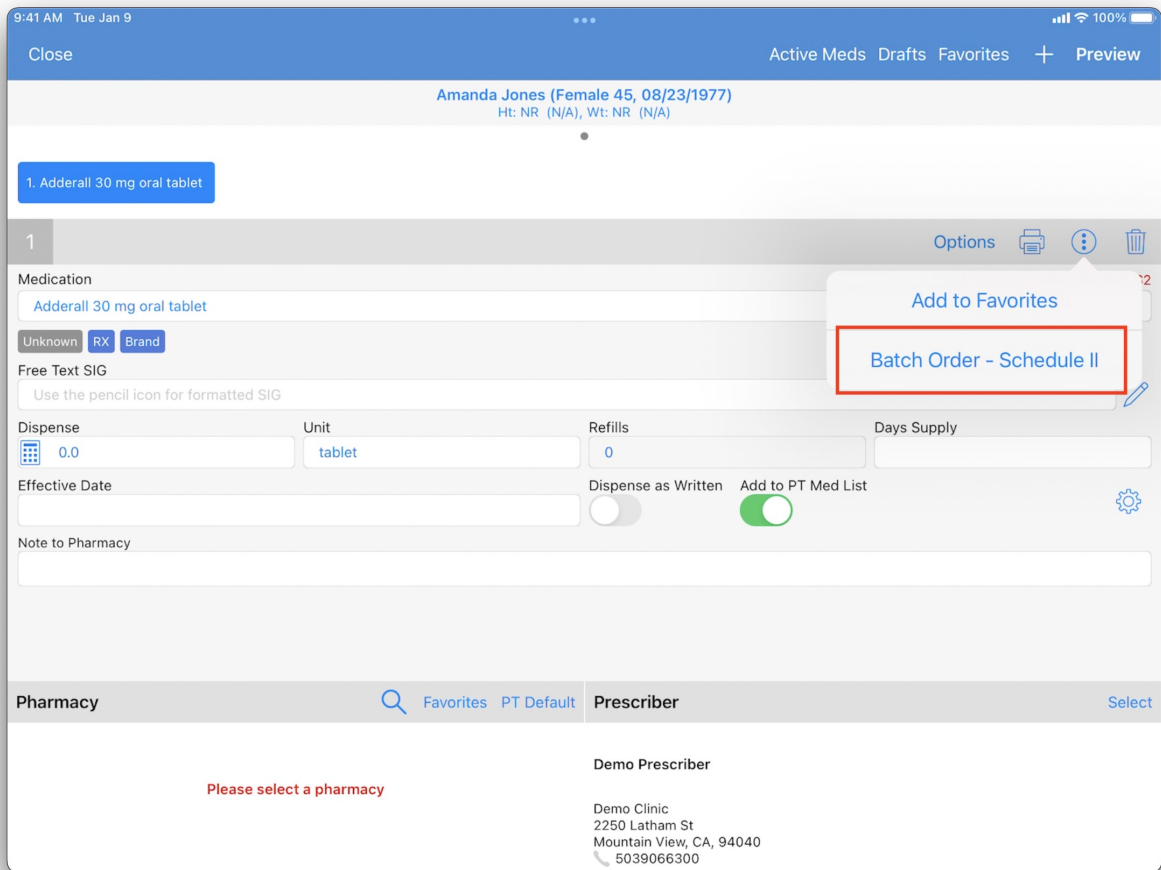 9:41 AM Tue Jan 9 100%
Close Active Meds Drafts Favorites + Preview
Amanda Jones (Female 45, 08/23/1977)
Ht: NR (N/A), Wt: NR (N/A)
1. Adderall 30 mg oral tablet
1 Options
Medication
Add to Favorites
Adderall 30 mg oral tablet
Unknown RX Brand
Batch Order - Schedule II
Free Text SIG
Use the pencil icon for formatted SIG
Dispense Unit Refills Days Supply
0.0 tablet 0
Effective Date Dispense as Written Add to PT Med List
Note to Pharmacy
Pharmacy Favorites PT Default Prescriber Select
Demo Prescriber
Please select a pharmacy
Demo Clinic
2250 Latham St
Mountain View, CA, 94040
5039066300